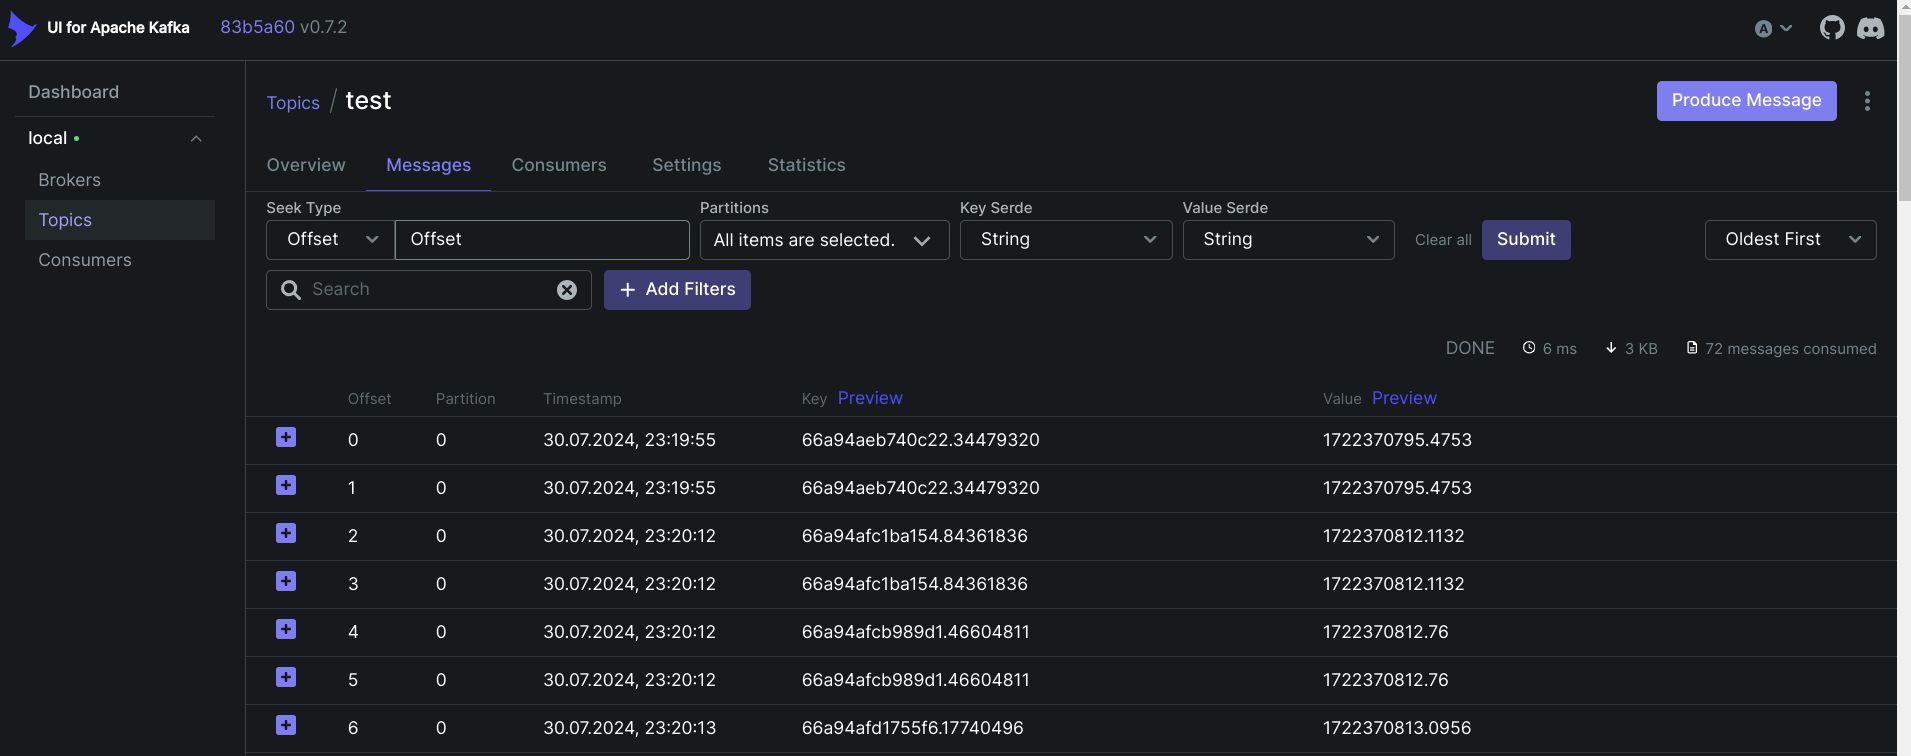 UI for Apache Kafka 83b5a60 v0.7.2 A
Dashboard
local
Brokers
Topics
Consumers
Topics / test
Produce Message
Overview Messages Consumers Settings Statistics
Seek Type Partitions Key Serde Value Serde
Offset Offset All items are selected. String String Clear all Submit Oldest First
Search Add Filters
DONE 6 ms 3 KB 72 messages consumed
Offset Partition Timestamp Key Preview Value Preview
0 0 30.07.2024, 23:19:55 66a94aeb740c22.34479320 1722370795.4753
1 0 30.07.2024, 23:19:55 66a94aeb740c22.34479320 1722370795.4753
2 0 30.07.2024, 23:20:12 66a94afc1ba154.84361836 1722370812.1132
3 0 30.07.2024, 23:20:12 66a94afc1ba154.84361836 1722370812.1132
4 0 30.07.2024, 23:20:12 66a94afcb989d1.46604811 1722370812.76
5 0 30.07.2024, 23:20:12 66a94afcb989d1.46604811 1722370812.76
6 0 30.07.2024, 23:20:13 66a94afd1755f6.17740496 1722370813.0956